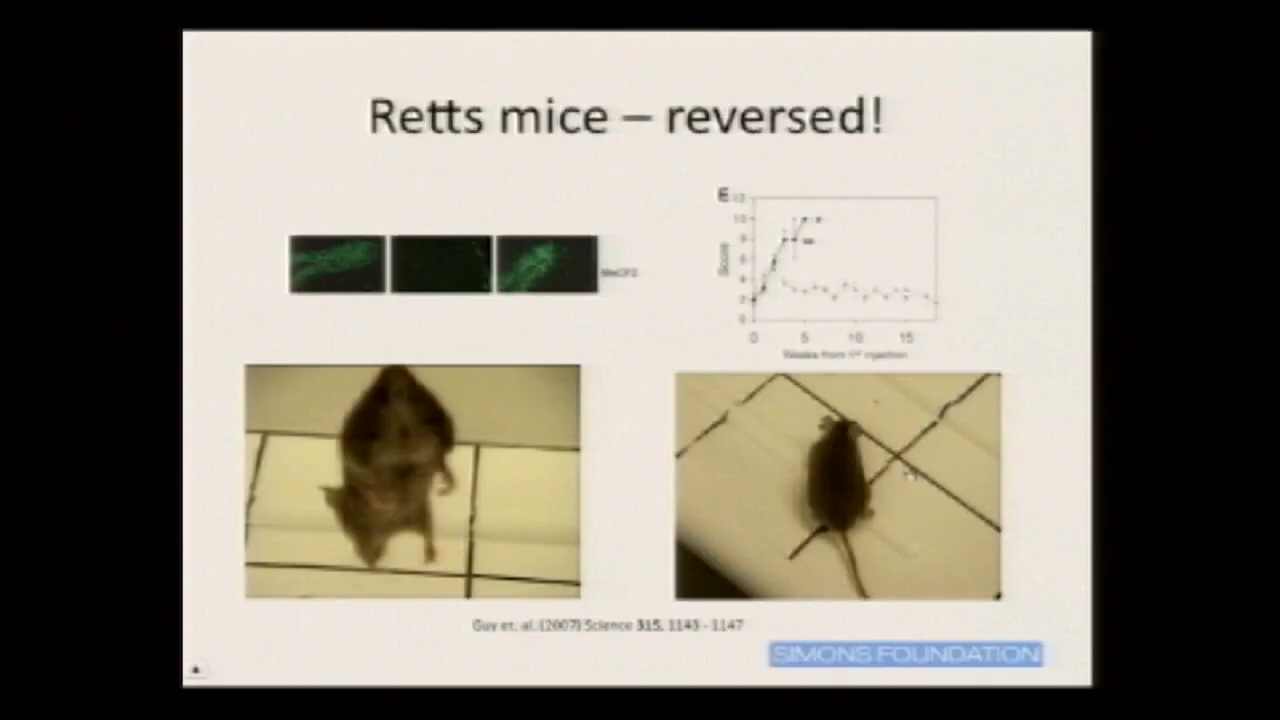 Retts mice – reversed!
E
12
10
8
6
4
2
0
Score
0 5 10 15
Weeks from 1st injection
MeCP2
Guy et. al. (2007) Science 315, 1143 - 1147
SIMONS FOUNDATION